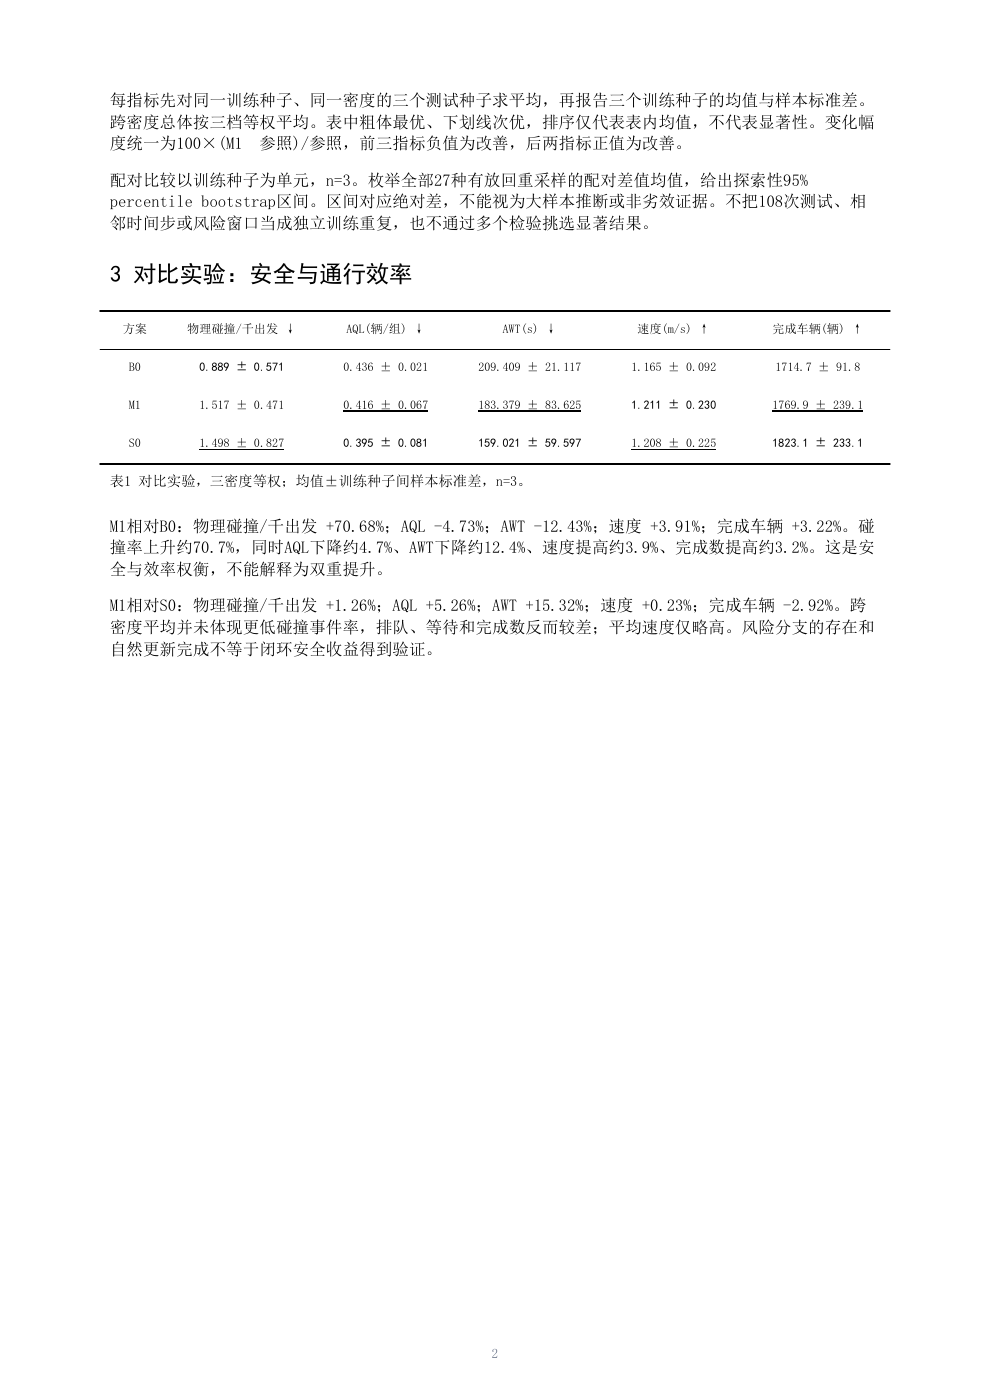 每指标先对同一训练种子、同一密度的三个测试种子求平均，再报告三个训练种子的均值与样本标准差。
跨密度总体按三档等权平均。表中粗体最优、下划线次优，排序仅代表表内均值，不代表显著性。变化幅
度统一为100×(M1 参照)/参照，前三指标负值为改善，后两指标正值为改善。
配对比较以训练种子为单元，n=3。枚举全部27种有放回重采样的配对差值均值，给出探索性95%
percentile bootstrap区间。区间对应绝对差，不能视为大样本推断或非劣效证据。不把108次测试、相
邻时间步或风险窗口当成独立训练重复，也不通过多个检验挑选显著结果。
3 对比实验：安全与通行效率
方案 物理碰撞/千出发 ↓ AQL(辆/组) ↓ AWT(s) ↓ 速度(m/s) ↑ 完成车辆(辆) ↑
B0 0.889 ± 0.571 0.436 ± 0.021 209.409 ± 21.117 1.165 ± 0.092 1714.7 ± 91.8
M1 1.517 ± 0.471 0.416 ± 0.067 183.379 ± 83.625 1.211 ± 0.230 1769.9 ± 239.1
S0 1.498 ± 0.827 0.395 ± 0.081 159.021 ± 59.597 1.208 ± 0.225 1823.1 ± 233.1
表1 对比实验，三密度等权；均值±训练种子间样本标准差，n=3。
M1相对B0：物理碰撞/千出发 +70.68%；AQL -4.73%；AWT -12.43%；速度 +3.91%；完成车辆 +3.22%。碰
撞率上升约70.7%，同时AQL下降约4.7%、AWT下降约12.4%、速度提高约3.9%、完成数提高约3.2%。这是安
全与效率权衡，不能解释为双重提升。
M1相对S0：物理碰撞/千出发 +1.26%；AQL +5.26%；AWT +15.32%；速度 +0.23%；完成车辆 -2.92%。跨
密度平均并未体现更低碰撞事件率，排队、等待和完成数反而较差；平均速度仅略高。风险分支的存在和
自然更新完成不等于闭环安全收益得到验证。
2